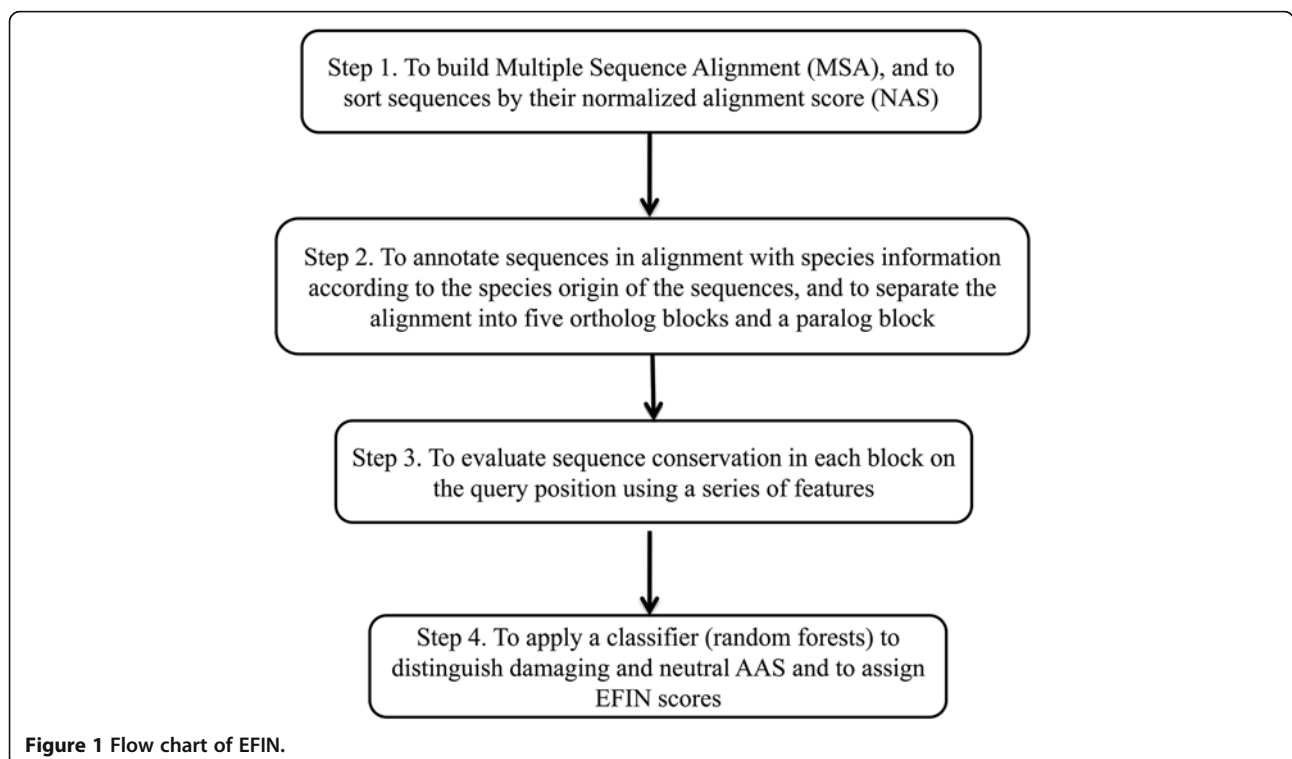 Step 1. To build Multiple Sequence Alignment (MSA), and to
sort sequences by their normalized alignment score (NAS)
Step 2. To annotate sequences in alignment with species information
according to the species origin of the sequences, and to separate the
alignment into five ortholog blocks and a paralog block
Step 3. To evaluate sequence conservation in each block on
the query position using a series of features
Step 4. To apply a classifier (random forests) to
distinguish damaging and neutral AAS and to assign
EFIN scores
Figure 1 Flow chart of EFIN.